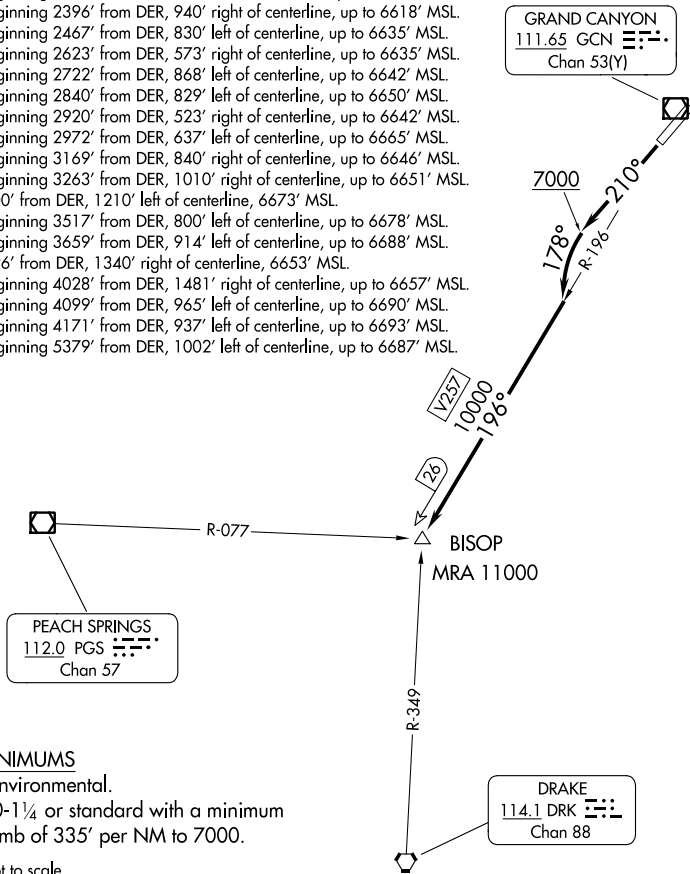 ginning 2396' from DER, 940' right of centerline, up to 6618' MSL.
ginning 2467' from DER, 830' left of centerline, up to 6635' MSL.
ginning 2623' from DER, 573' right of centerline, up to 6635' MSL.
ginning 2722' from DER, 868' left of centerline, up to 6642' MSL.
ginning 2840' from DER, 829' left of centerline, up to 6650' MSL.
ginning 2920' from DER, 523' right of centerline, up to 6642' MSL.
ginning 2972' from DER, 637' left of centerline, up to 6665' MSL.
ginning 3169' from DER, 840' right of centerline, up to 6646' MSL.
ginning 3263' from DER, 1010' right of centerline, up to 6651' MSL.
0' from DER, 1210' left of centerline, 6673' MSL.
ginning 3517' from DER, 800' left of centerline, up to 6678' MSL.
ginning 3659' from DER, 914' left of centerline, up to 6688' MSL.
6' from DER, 1340' right of centerline, 6653' MSL.
ginning 4028' from DER, 1481' right of centerline, up to 6657' MSL.
ginning 4099' from DER, 965' left of centerline, up to 6690' MSL.
ginning 4171' from DER, 937' left of centerline, up to 6693' MSL.
ginning 5379' from DER, 1002' left of centerline, up to 6687' MSL.
GRAND CANYON
111.65 GCN
Chan 53(Y)
7000
210°
178°
R-196
V257
10000
196°
26
R-077
BISOP
MRA 11000
PEACH SPRINGS
112.0 PGS
Chan 57
R-349
NIMUMS
nvironmental.
0-1¼ or standard with a minimum
mb of 335' per NM to 7000.
DRAKE
114.1 DRK
Chan 88
t to scale